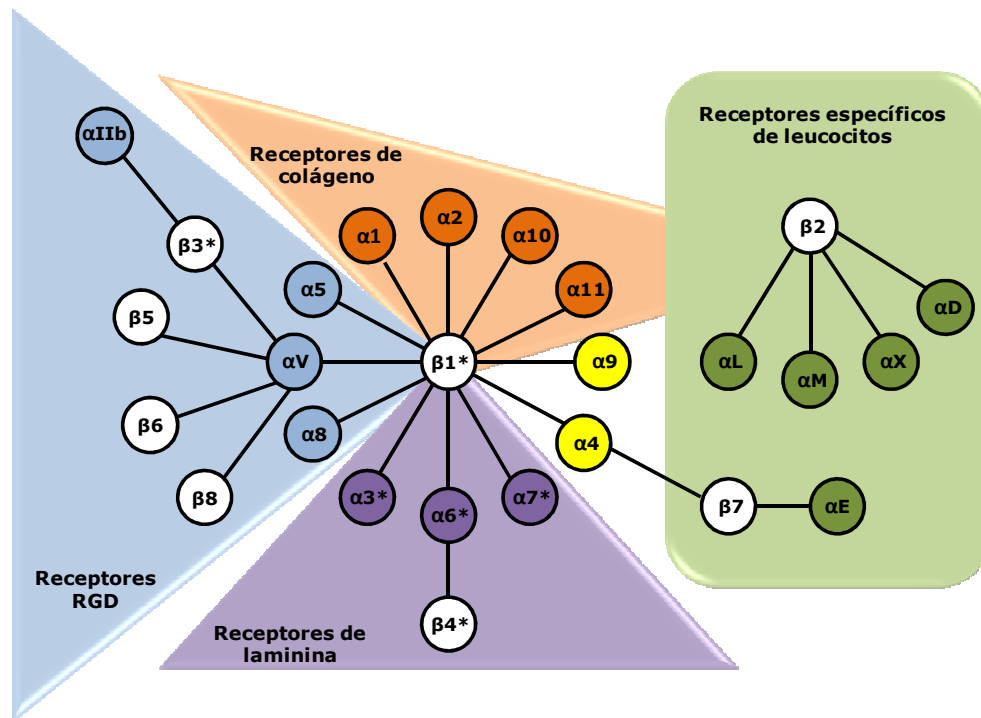 αIIb
Receptores específicos
de leucocitos
Receptores de
colágeno
α1
α2
α10
β2
β3*
α5
α11
αD
β5
αV
β1*
α9
αL
αM
αX
β6
α8
α4
β8
α3*
α6*
α7*
β7
αE
Receptores
RGD
β4*
Receptores de
laminina